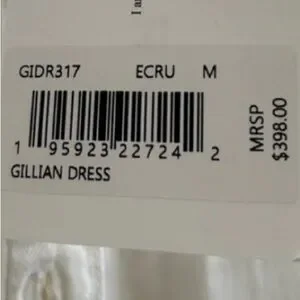 I a
GIDR317 ECRU M
1 95923 22724 2
GILLIAN DRESS
MRSP
$398.00